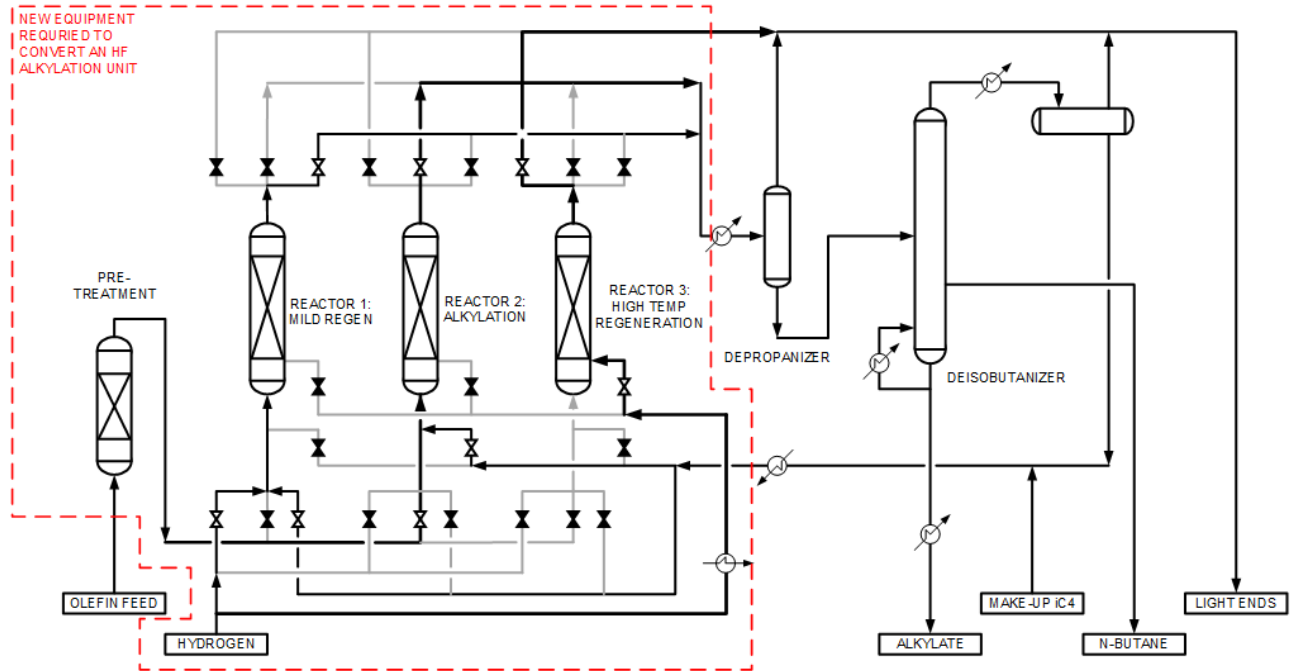 NEW EQUIPMENT
REQURIED TO
CONVERT AN HF
ALKYLATION UNIT
PRE-
TREATMENT
REACTOR 1:
MILD REGEN
REACTOR 2:
ALKYLATION
REACTOR 3:
HIGH TEMP
REGENERATION
DEPROPANIZER
DEISOBUTANIZER
OLEFIN FEED
HYDROGEN
MAKE-UP iC4
LIGHT ENDS
ALKYLATE
N-BUTANE